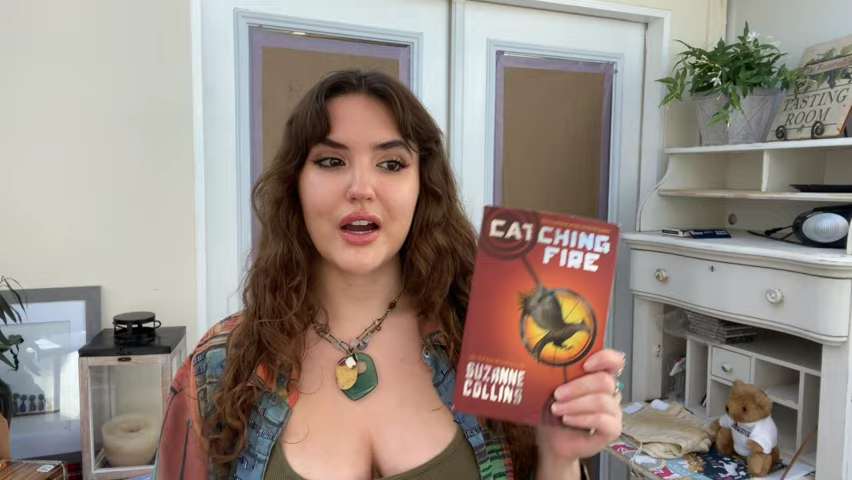 CATCHING
FIRE
SUZANNE
COLLINS
TASTING
ROOM